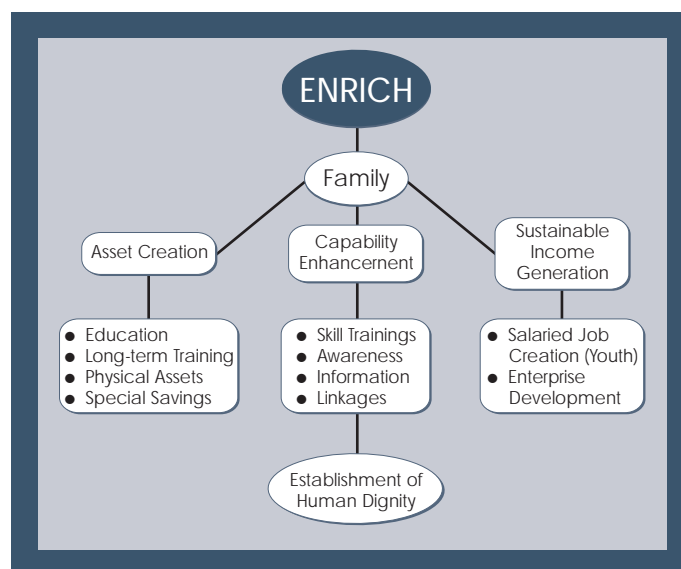 ENRICH
Family
Asset Creation
Capability
Enhancement
Sustainable
Income
Generation
● Education
● Long-term Training
● Physical Assets
● Special Savings
● Skill Trainings
● Awareness
● Information
● Linkages
● Salaried Job
Creation (Youth)
● Enterprise
Development
Establishment of
Human Dignity